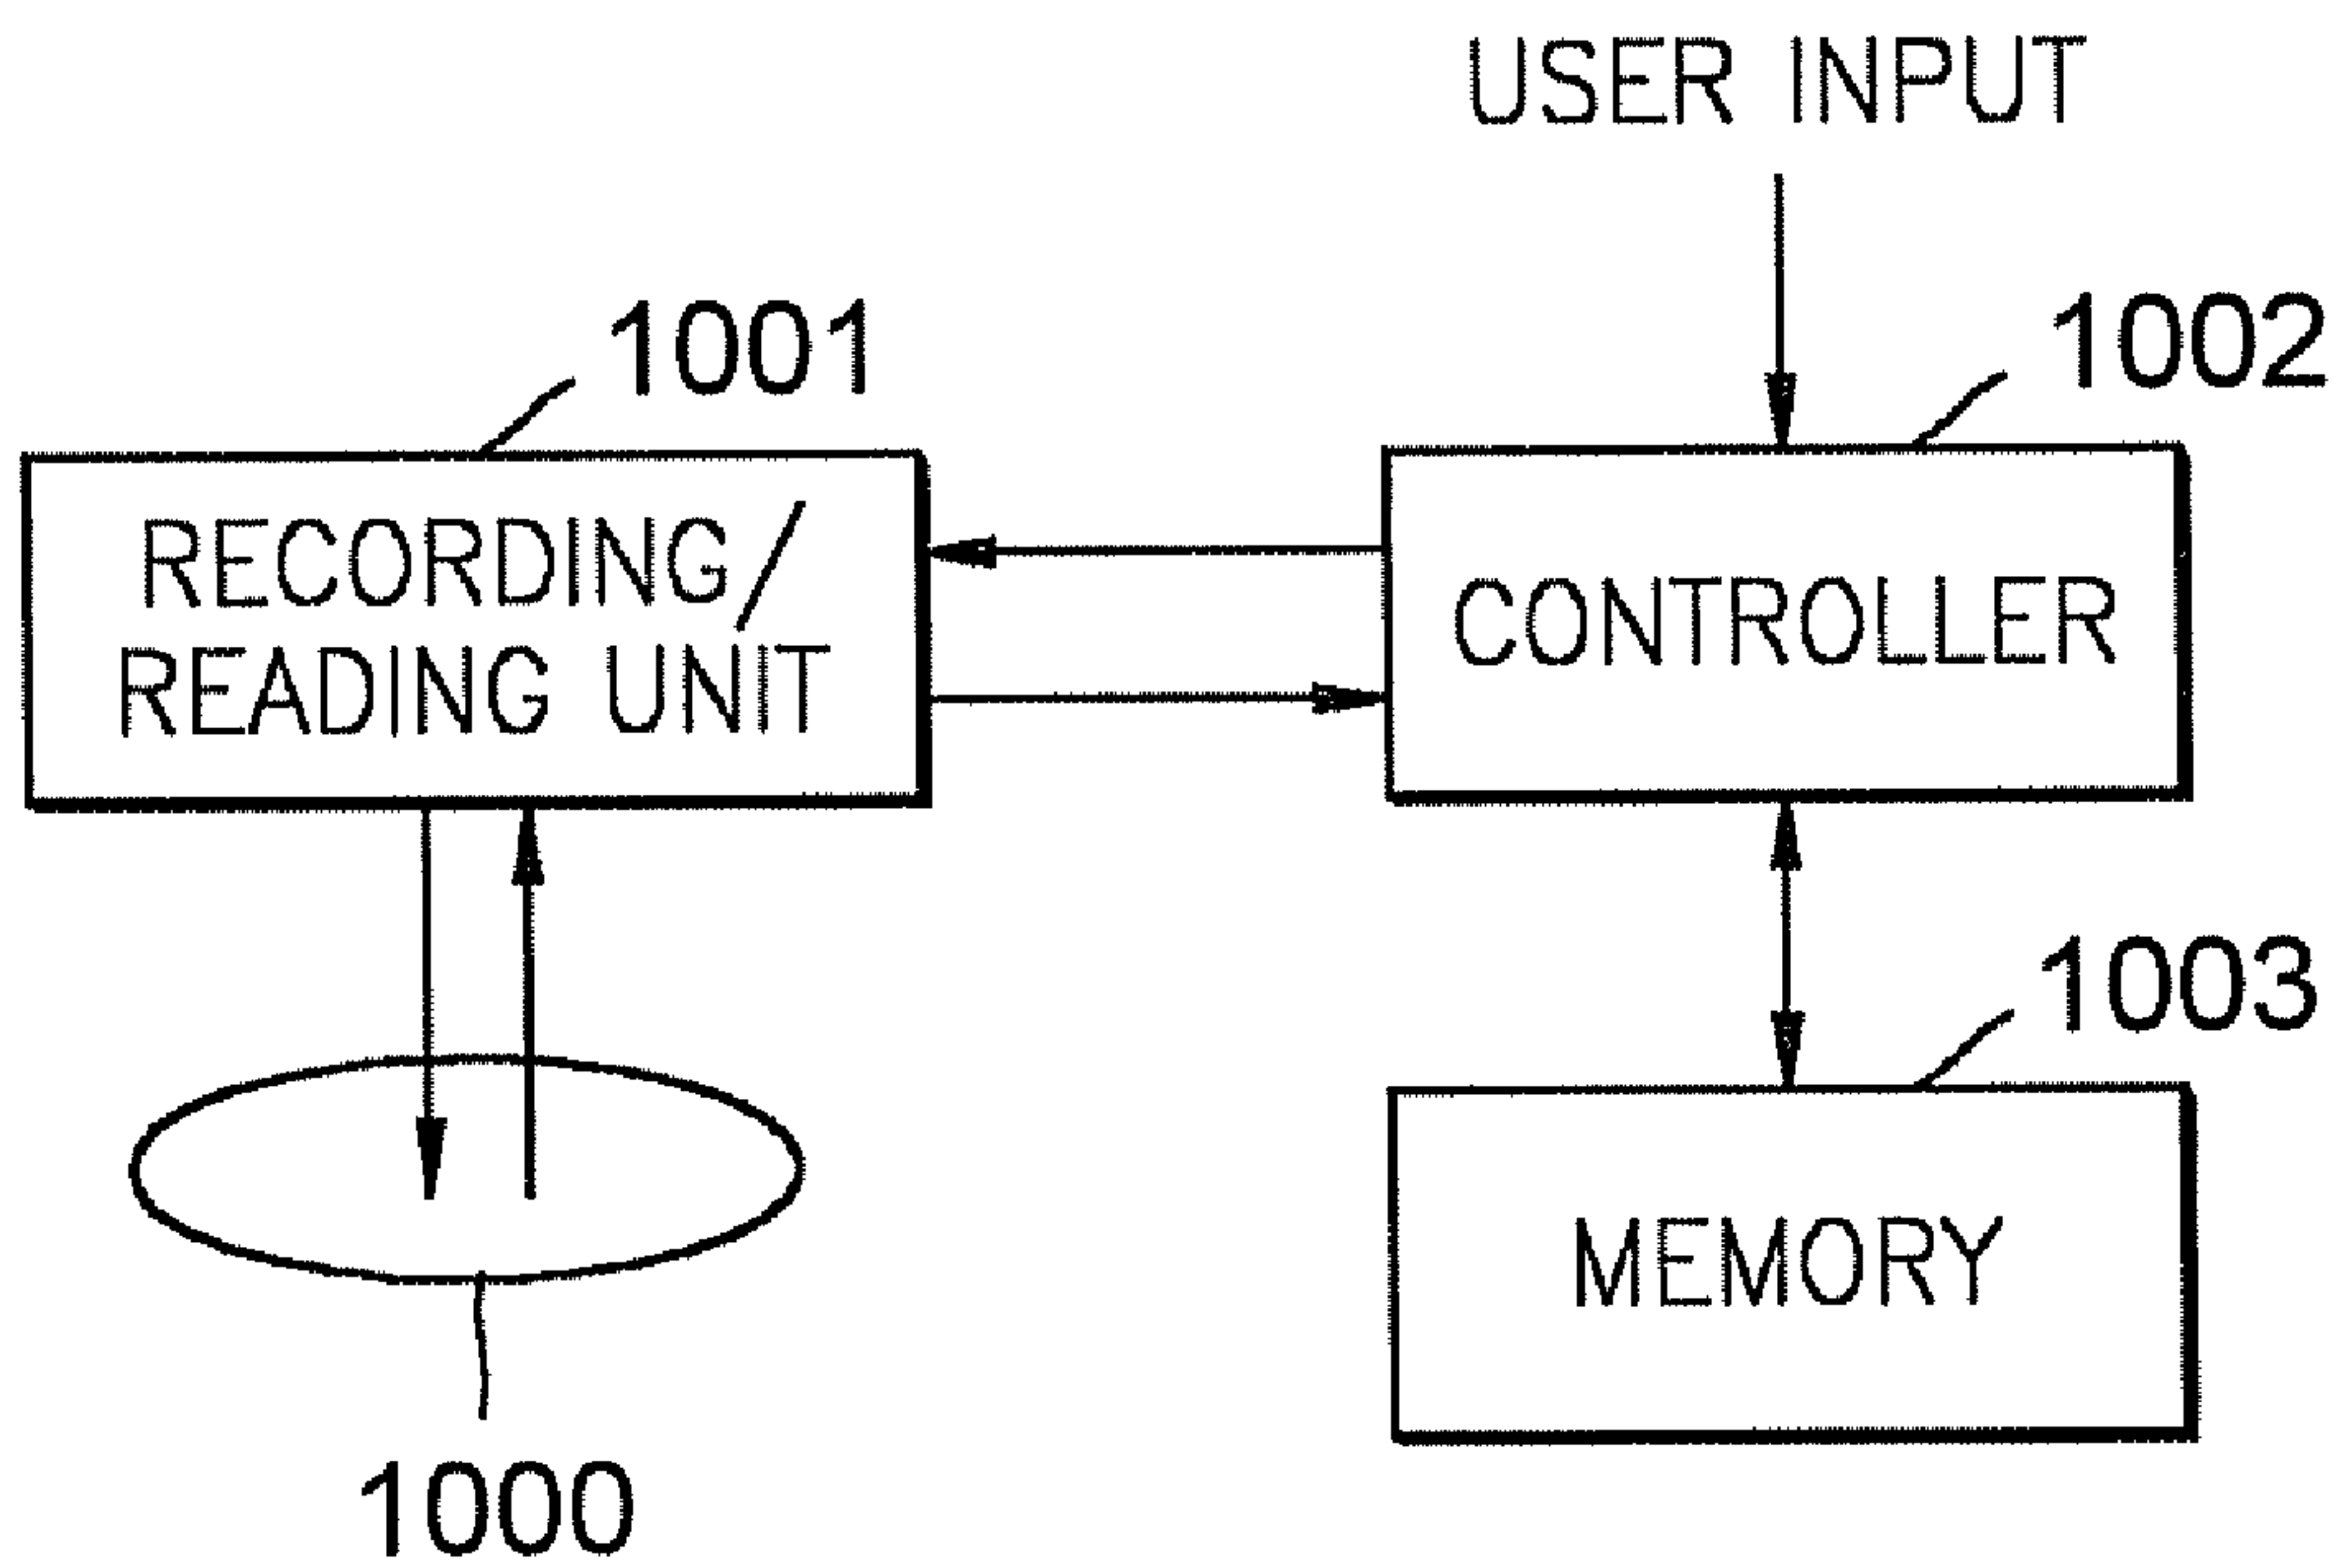 USER INPUT
1001
1002
RECORDING/
READING UNIT
CONTROLLER
1003
MEMORY
1000